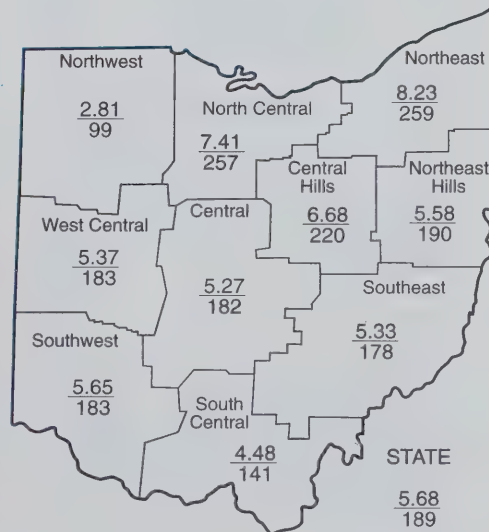 Northwest
2.81
99
North Central
7.41
257
Northeast
8.23
259
West Central
5.37
183
Central
5.27
182
Central
Hills
6.68
220
Northeast
Hills
5.58
190
Southwest
5.65
183
South
Central
4.48
141
Southeast
5.33
178
STATE
5.68
189